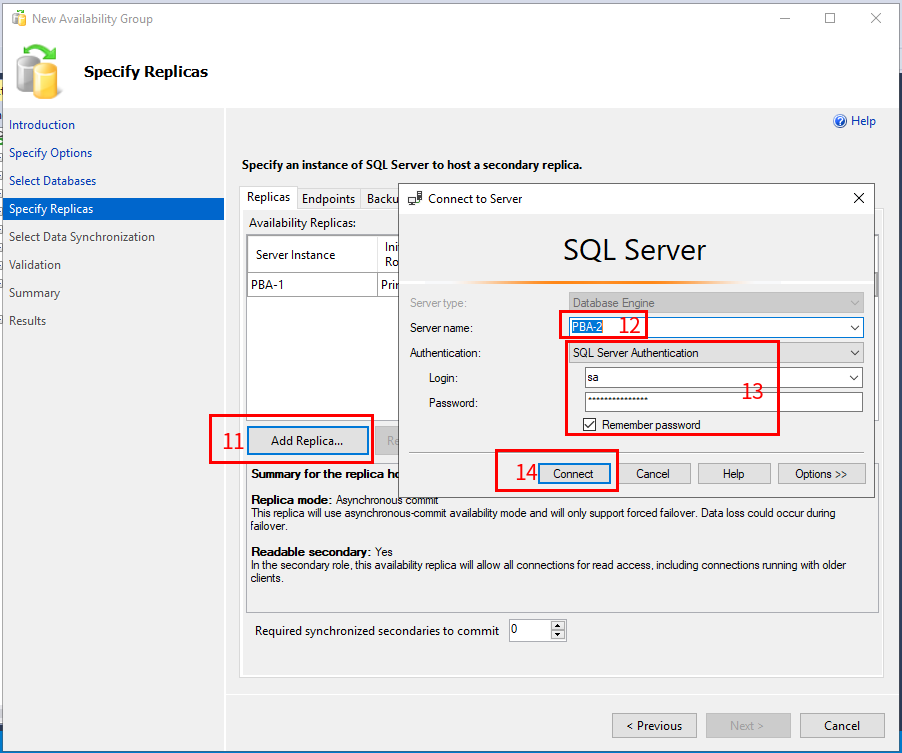 New Availability Group
Specify Replicas
Introduction
Specify Options
Select Databases
Specify Replicas
Select Data Synchronization
Validation
Summary
Results
Help
Specify an instance of SQL Server to host a secondary replica.
Replicas Endpoints Backu
Availability Replicas:
Server Instance Ini
Ro
PBA-1 Prin
Connect to Server
SQL Server
Server type: Database Engine
Server name: PBA-2 12
Authentication: SQL Server Authentication
Login: sa
Password: *************** 13
Remember password
14 Connect Cancel Help Options >>
11 Add Replica... Re
Summary for the replica ho
Replica mode: Asynchronous commit
This replica will use asynchronous-commit availability mode and will only support forced failover. Data loss could occur during
failover.
Readable secondary: Yes
In the secondary role, this availability replica will allow all connections for read access, including connections running with older
clients.
Required synchronized secondaries to commit 0
< Previous Next > Cancel